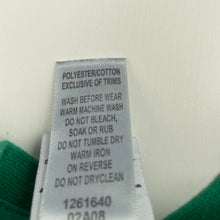 POLYESTER/COTTON
EXCLUSIVE OF TRIMS
WASH BEFORE WEAR
WARM MACHINE WASH
DO NOT BLEACH,
SOAK OR RUB
DO NOT TUMBLE DRY
WARM IRON
ON REVERSE
DO NOT DRYCLEAN
1261640
02A08